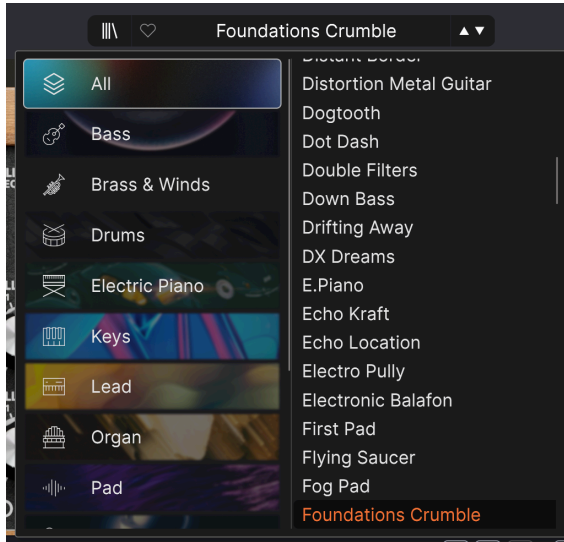 Foundations Crumble
All
Bass
Brass & Winds
Drums
Electric Piano
Keys
Lead
Organ
Pad
Distant Border
Distortion Metal Guitar
Dogtooth
Dot Dash
Double Filters
Down Bass
Drifting Away
DX Dreams
E.Piano
Echo Kraft
Echo Location
Electro Pully
Electronic Balafon
First Pad
Flying Saucer
Fog Pad
Foundations Crumble